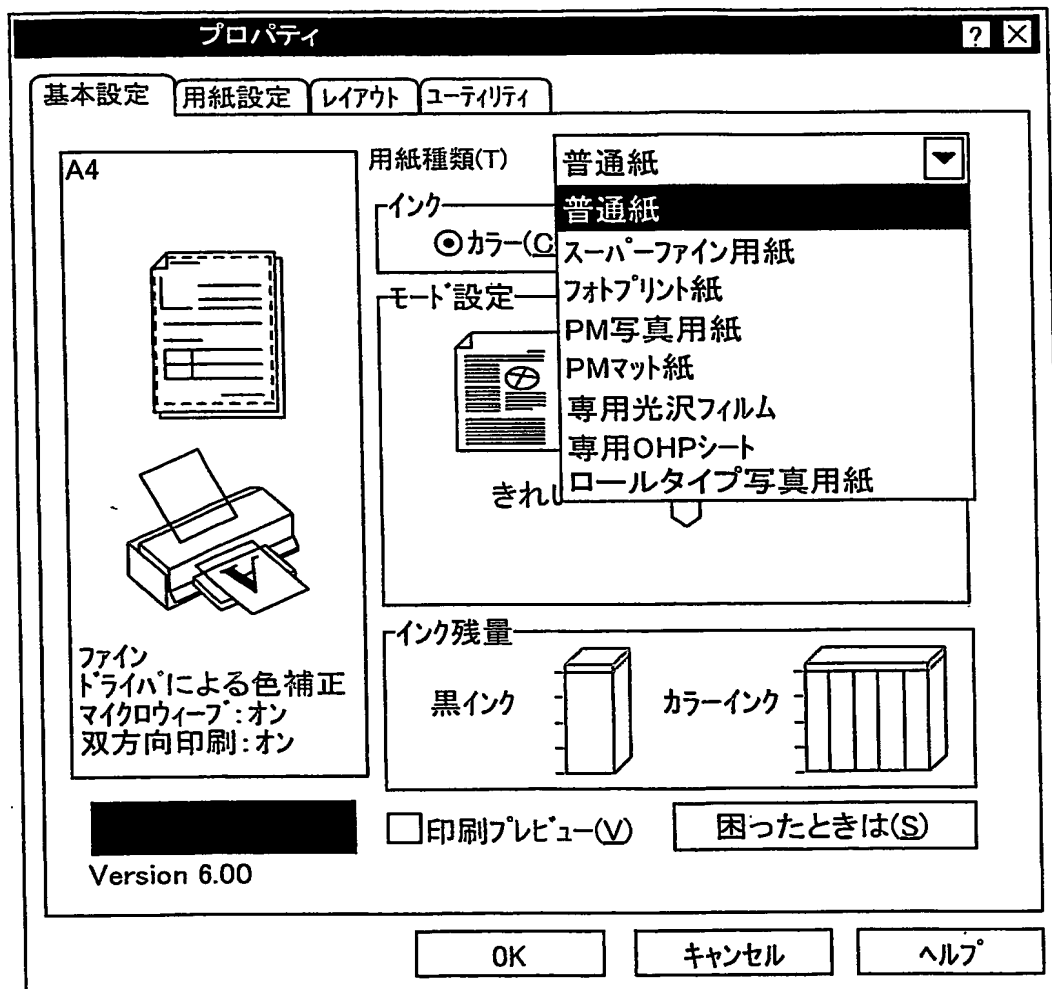 プロパティ
?
基本設定 用紙設定 レイアウト ユーティリティ
A4
用紙種類(T) 普通紙
普通紙
スーパーファイン用紙
フォトプリント紙
PM写真用紙
PMマット紙
専用光沢フィルム
専用OHPシート
ロールタイプ写真用紙
インク
カラー(C
モード設定
きれ
A
ファイン
ドライバによる色補正
マイクロウィーブ:オン
双方向印刷:オン
インク残量
黒インク カラーインク
印刷プレビュー(V) 困ったときは(S)
Version 6.00
OK キャンセル ヘルプ